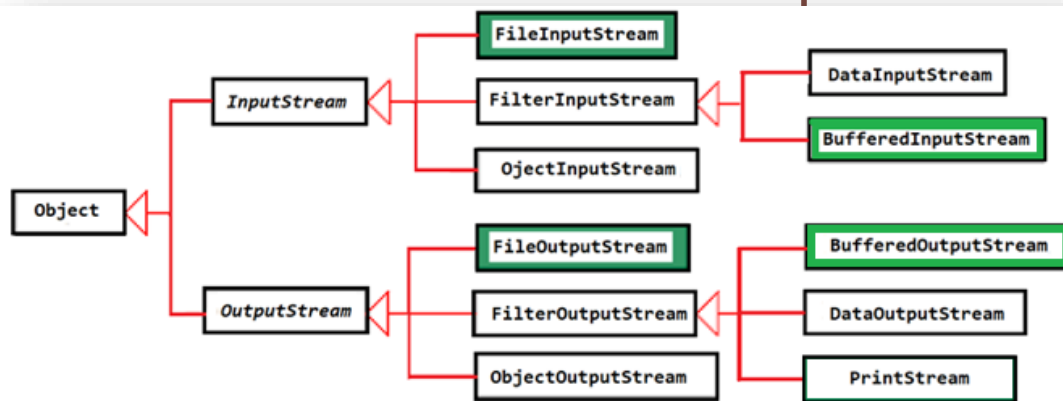 FileInputStream
DataInputStream
InputStream
FilterInputStream
BufferedInputStream
OjectInputStream
Object
FileOutputStream
BufferedOutputStream
OutputStream
FilterOutputStream
DataOutputStream
ObjectOutputStream
PrintStream